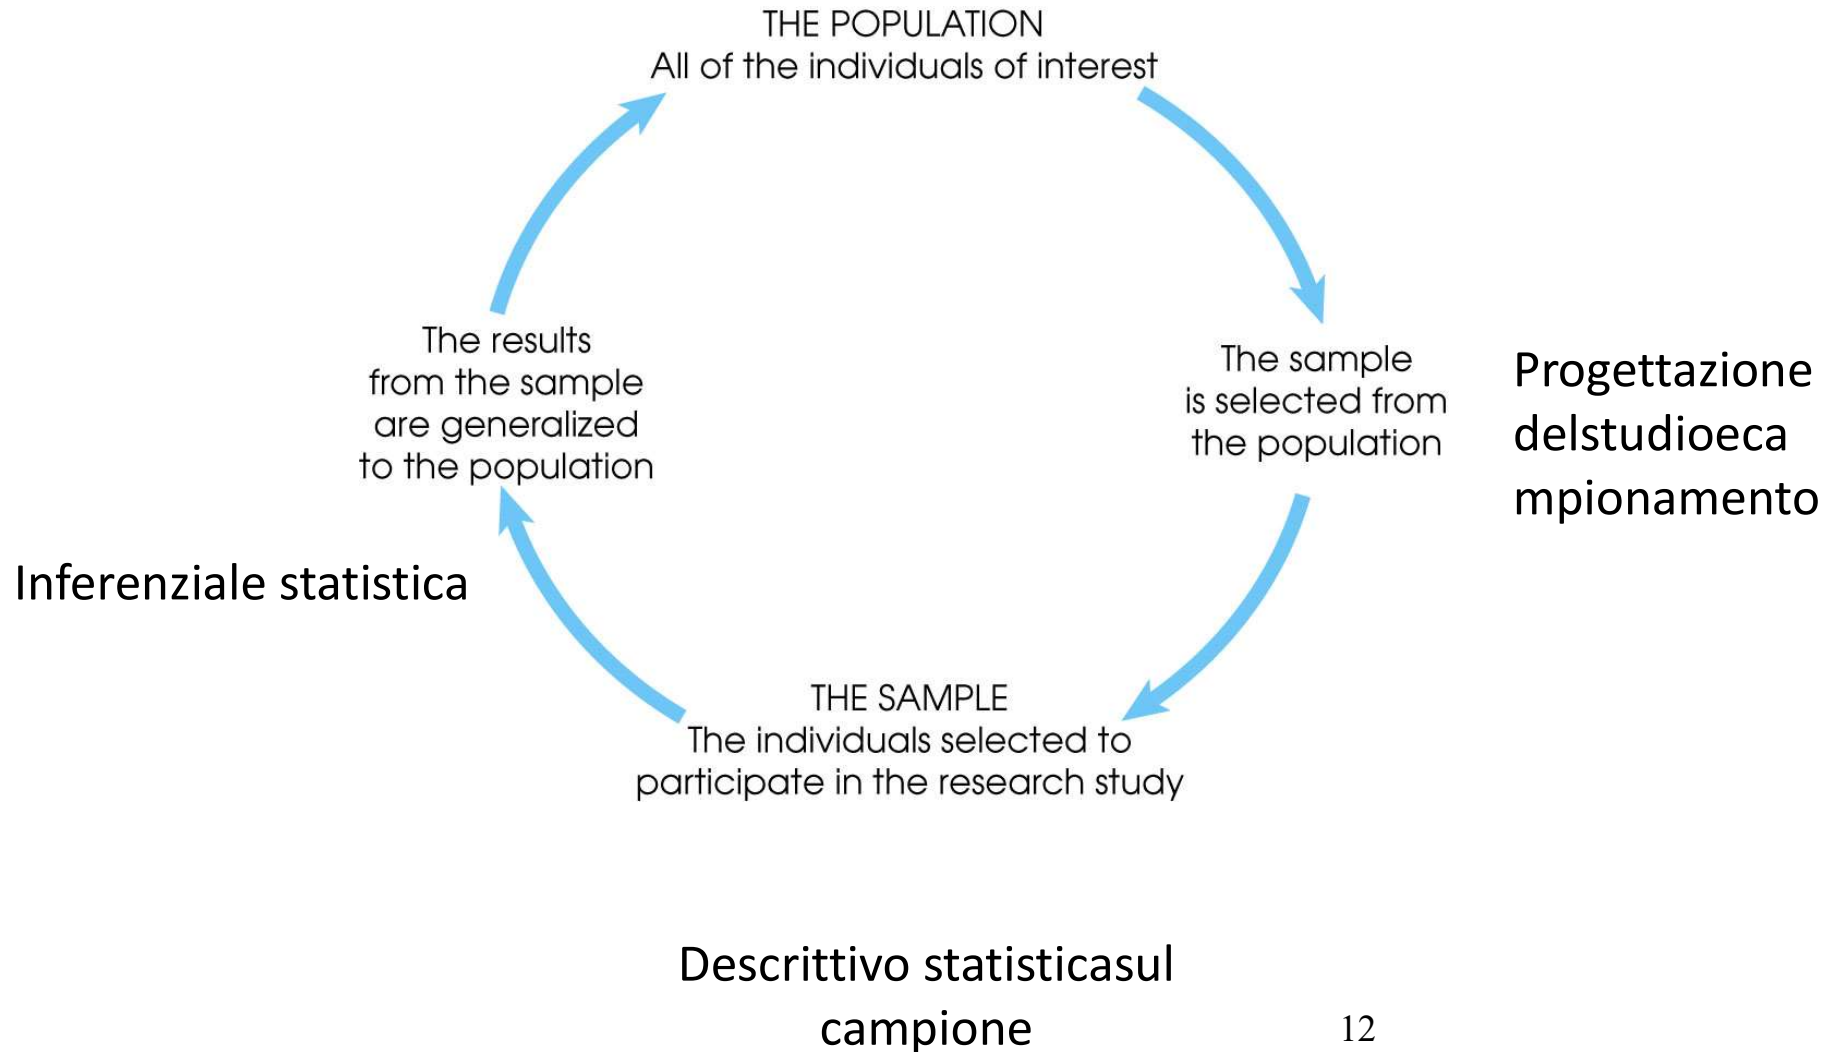 THE POPULATION
All of the individuals of interest
The results
from the sample
are generalized
to the population
The sample
is selected from
the population
Progettazione
delstudioeca
mpionamento
Inferenziale statistica
THE SAMPLE
The individuals selected to
participate in the research study
Descrittivo statisticasul
campione
12